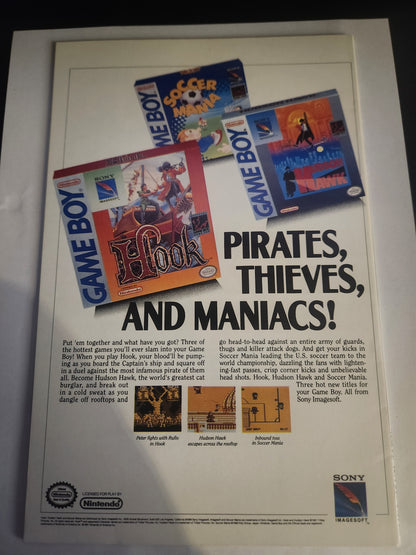 GAME BOY
SOCCER
MANIA
GAME BOY
HAWK
GAME BOY
SONY
IMAGESOFT
Hook
Nintendo
PIRATES,
THIEVES,
AND MANIACS!
Put 'em together and what have you got? Three of
the hottest games you'll ever slam into your Game
Boy! When you play Hook, your blood'll be pump-
ing as you board the Captain's ship and square off
in a duel against the most infamous pirate of them
all. Become Hudson Hawk, the world's greatest cat
burglar, and break out
in a cold sweat as you
dangle off rooftops and
go head-to-head against an entire army of guards,
thugs and killer attack dogs. And get your kicks in
Soccer Mania leading the U.S. soccer team to the
world championship, dazzling the fans with lighten-
ing-fast passes, crisp corner kicks and unbelievable
head shots. Hook, Hudson Hawk and Soccer Mania.
Three hot new titles for
your Game Boy. All from
Sony Imagesoft.
Peter fights with Rufio
in Hook
Hudson Hawk
escapes across the rooftop
Inbound toss
in Soccer Mania
LICENSED FOR PLAY BY
Nintendo
SONY
IMAGESOFT